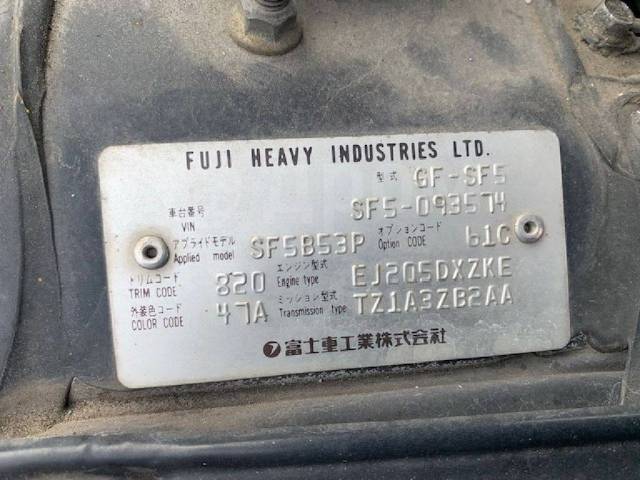 FUJI HEAVY INDUSTRIES LTD.
型式 GF-SF5
車台番号 VIN SF5-093574
アプライドモデル Applied model SF5B53P オプションコード Option CODE 61C
トリムコード TRIM CODE 820 エンジン型式 Engine type EJ205DXZKE
外装色コード COLOR CODE 47A ミッション型式 Transmission type TZ1A3ZB2AA
富士重工業株式会社